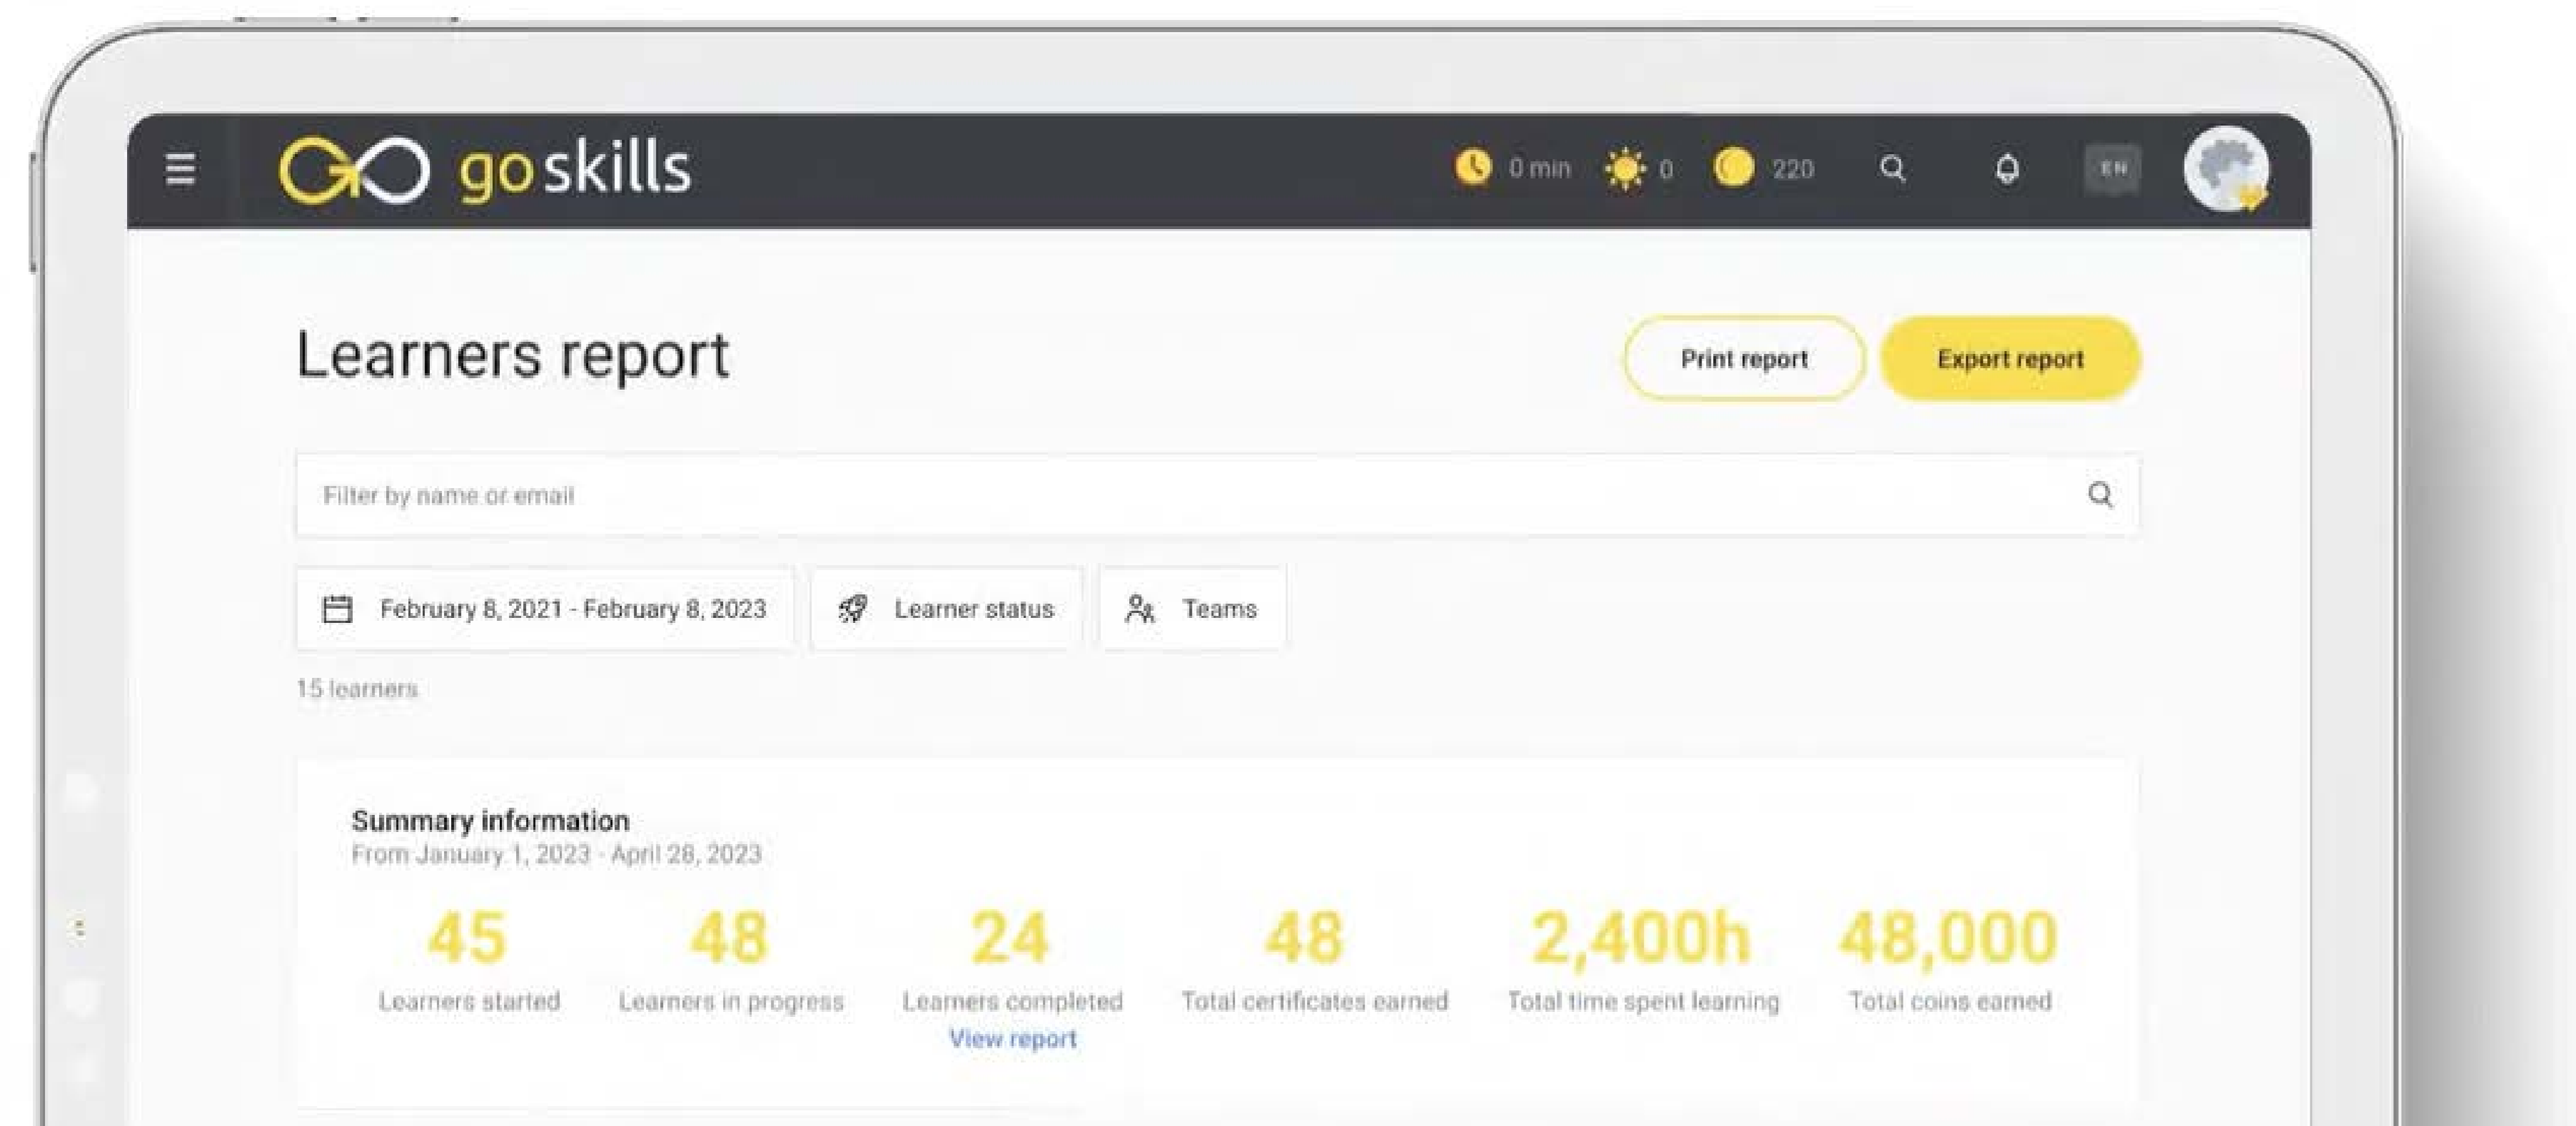 go skills
0 min
0
220
EN
Learners report
Print report
Export report
Filter by name or email
February 8, 2021 - February 8, 2023
Learner status
Teams
15 learners
Summary information
From January 1, 2023 - April 28, 2023
45
48
24
48
2,400h
48,000
Learners started
Learners in progress
Learners completed
Total certificates earned
Total time spent learning
Total coins earned
View report